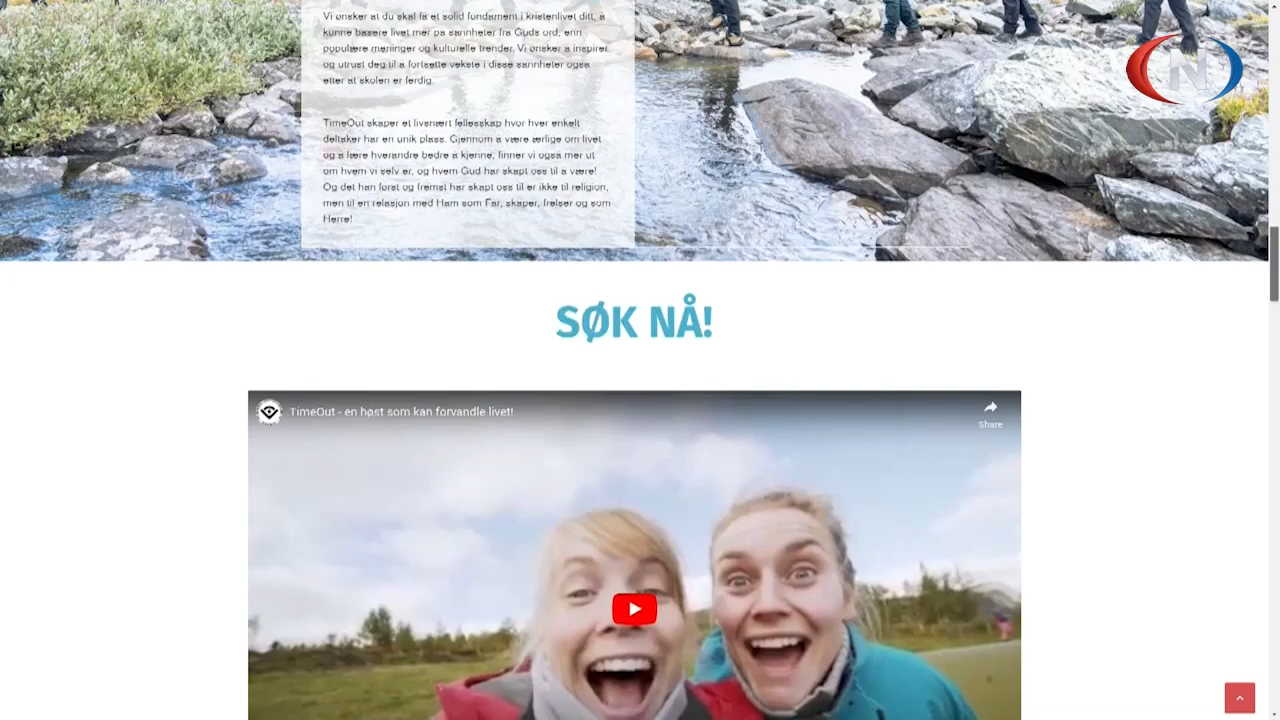 Vi ønsker at du skal få et solid fundament i kristenlivet ditt, å
kunne basere livet mer på sannheter fra Guds ord, enn
populære meninger og kulturelle trender. Vi ønsker å inspirer
og utrust deg til å fortsette vekste i disse sannheter også
etter at skolen er ferdig.
TimeOut skaper et livsnært fellesskap hvor hver enkelt
deltaker har en unik plass. Gjennom å være ærlige om livet
og å lære hverandre bedre å kjenne, finner vi også mer ut
om hvem vi selv er, og hvem Gud har skapt oss til å være!
Og det han først og fremst har skapt oss til er ikke til religion,
men til en relasjon med Ham som Far, skaper, frelser og som
Herre!
N
SØK NÅ!
TimeOut - en høst som kan forvandle livet!
Share